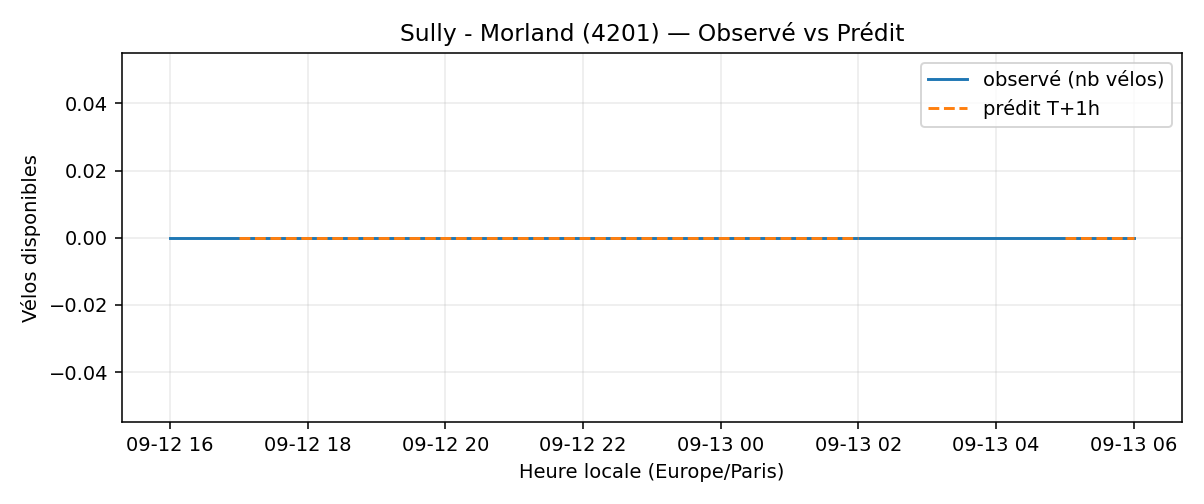 Sully - Morland (4201) — Observé vs Prédit
observé (nb vélos)
prédit T+1h
Vélos disponibles
0.04
0.02
0.00
−0.02
−0.04
09-12 16
09-12 18
09-12 20
09-12 22
09-13 00
09-13 02
09-13 04
09-13 06
Heure locale (Europe/Paris)